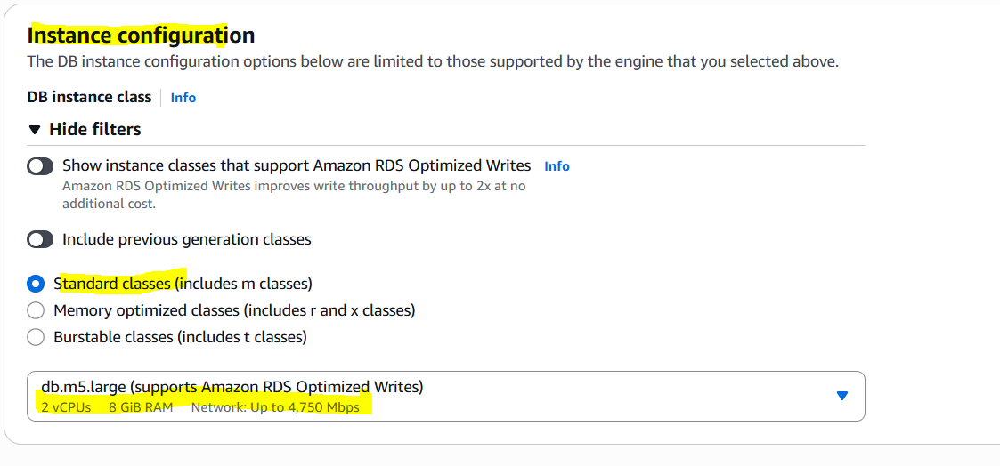 Instance configuration
The DB instance configuration options below are limited to those supported by the engine that you selected above.
DB instance class Info
Hide filters
Show instance classes that support Amazon RDS Optimized Writes Info
Amazon RDS Optimized Writes improves write throughput by up to 2x at no
additional cost.
Include previous generation classes
Standard classes (includes m classes)
Memory optimized classes (includes r and x classes)
Burstable classes (includes t classes)
db.m5.large (supports Amazon RDS Optimized Writes)
2 vCPUs 8 GiB RAM Network: Up to 4,750 Mbps